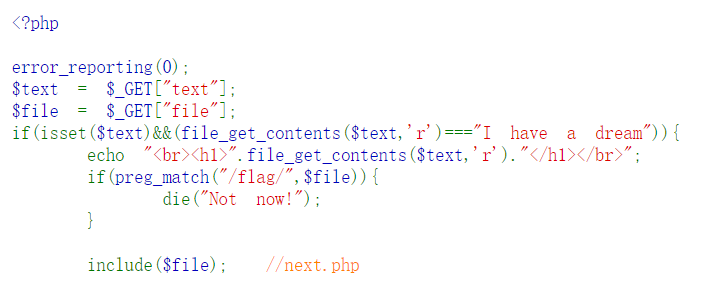 <?php
error_reporting(0);
$text = $_GET["text"];
$file = $_GET["file"];
if(isset($text)&&(file_get_contents($text,'r')==="I have a dream")){
echo "<br><h1>".file_get_contents($text,'r')."</h1></br>";
if(preg_match("/flag/",$file)){
die("Not now!");
}
include($file); //next.php